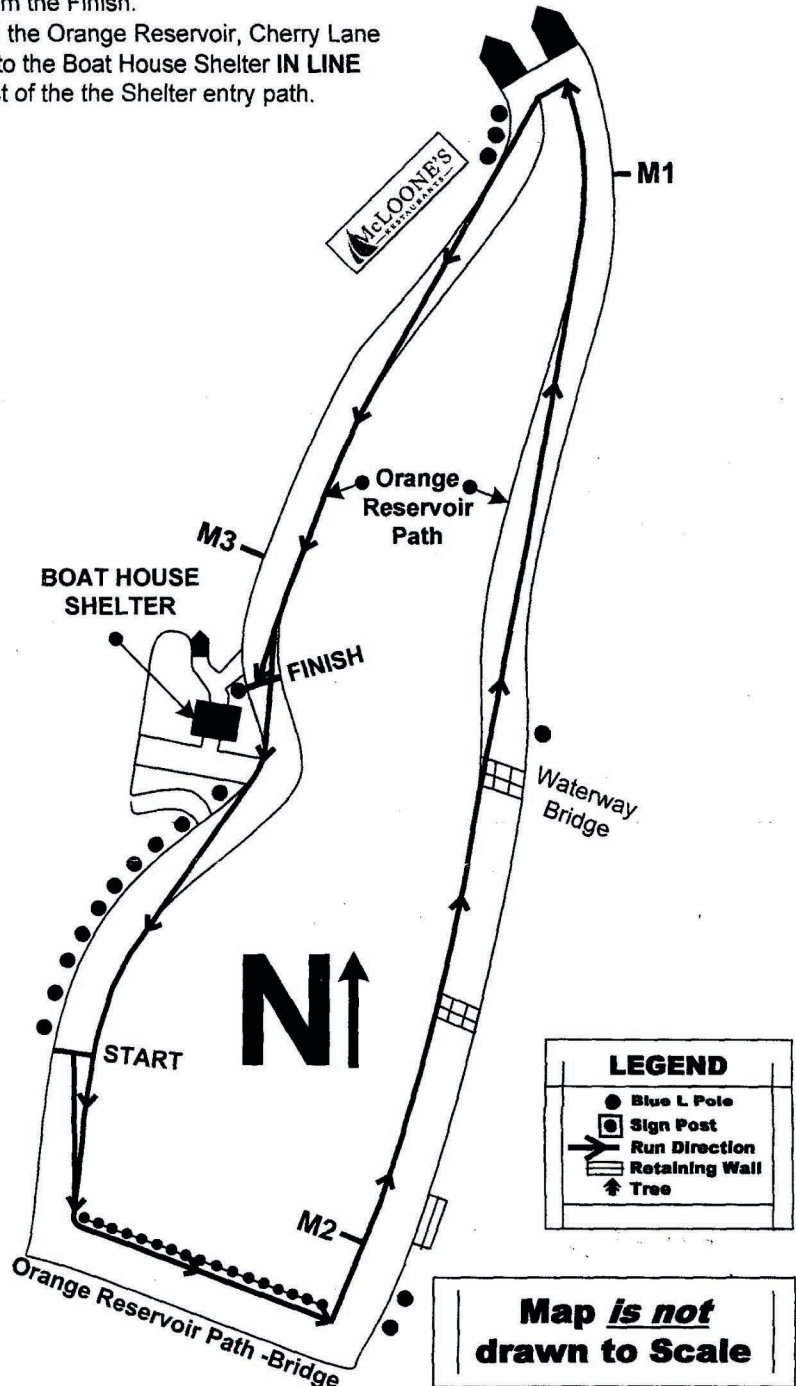 m the Finish.
the Orange Reservoir, Cherry Lane
to the Boat House Shelter IN LINE
st of the the Shelter entry path.
McLOONE'S
RESTAURANTS
M1
Orange
Reservoir
Path
M3
BOAT HOUSE
SHELTER
FINISH
Waterway
Bridge
N
START
LEGEND
Blue L Pole
Sign Post
Run Direction
Retaining Wall
Tree
M2
Orange Reservoir Path -Bridge
Map is not
drawn to Scale